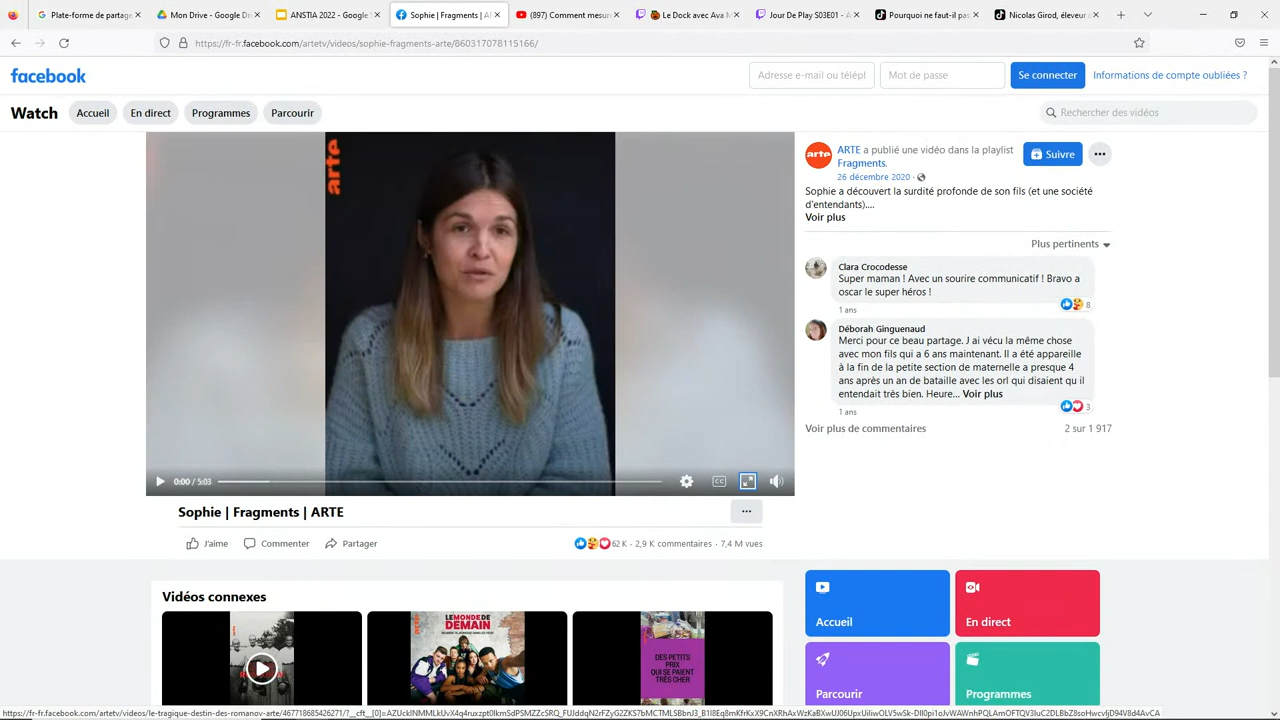 Plate-forme de partag
Mon Drive - Google Dr
ANSTIA 2022 - Google S
Sophie | Fragments | A
(897) Comment mesur
Le Dock avec Ava M
Jour De Play S03E01 - A
Pourquoi ne faut-il pas
Nicolas Girod, éleveur
https://fr-fr.facebook.com/artetv/videos/sophie-fragments-arte/860317078115166/
facebook
Adresse e-mail ou téléph
Mot de passe
Se connecter
Informations de compte oubliées ?
Watch
Accueil
En direct
Programmes
Parcourir
Rechercher des vidéos
arte
0:00 / 5:03
CC
arte
ARTE a publié une vidéo dans la playlist
Fragments.
26 décembre 2020 ·
Suivre
Sophie a découvert la surdité profonde de son fils (et une société
d'entendants)....
Voir plus
Plus pertinents
Clara Crocodesse
Super maman ! Avec un sourire communicatif ! Bravo a
oscar le super héros !
8
1 ans
Déborah Ginguenaud
Merci pour ce beau partage. J ai vécu la même chose
avec mon fils qui a 6 ans maintenant. Il a été appareille
à la fin de la petite section de maternelle a presque 4
ans après un an de bataille avec les orl qui disaient qu il
entendait très bien. Heure... Voir plus
3
1 ans
Voir plus de commentaires
2 sur 1 917
Sophie | Fragments | ARTE
J'aime
Commenter
Partager
62 K · 2,9 K commentaires · 7,4 M vues
Vidéos connexes
LE MONDE DE
DEMAIN
DES PETITS
PRIX
QUI SE PAIENT
TRÈS CHER
Accueil
En direct
Parcourir
Programmes